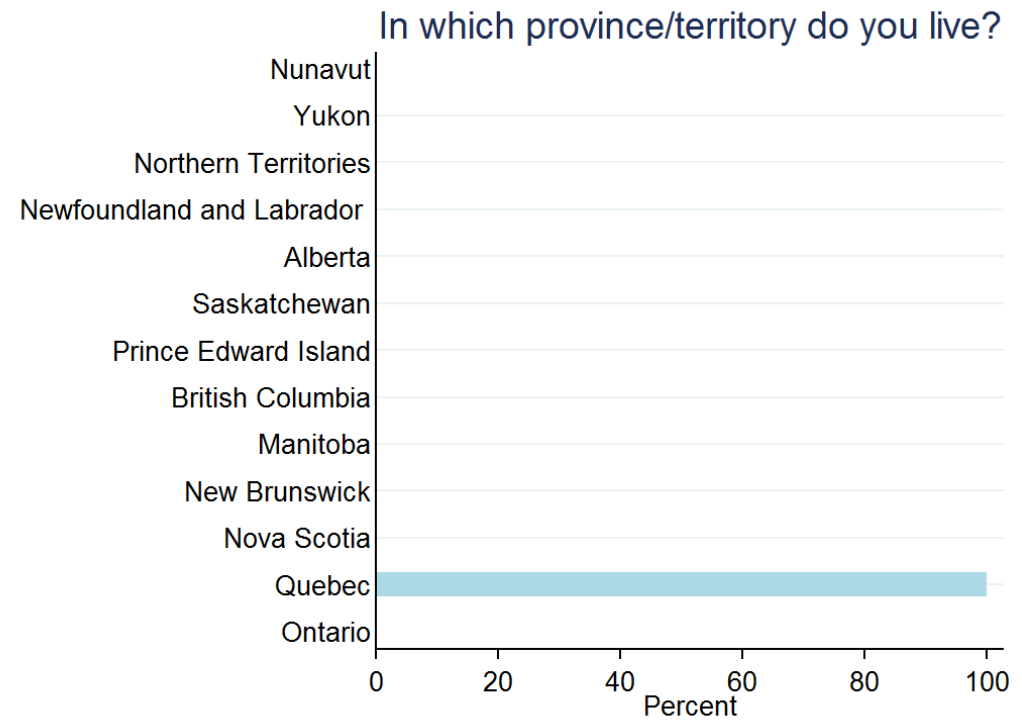 In which province/territory do you live?
Nunavut
Yukon
Northern Territories
Newfoundland and Labrador
Alberta
Saskatchewan
Prince Edward Island
British Columbia
Manitoba
New Brunswick
Nova Scotia
Quebec
Ontario
0 20 40 60 80 100
Percent